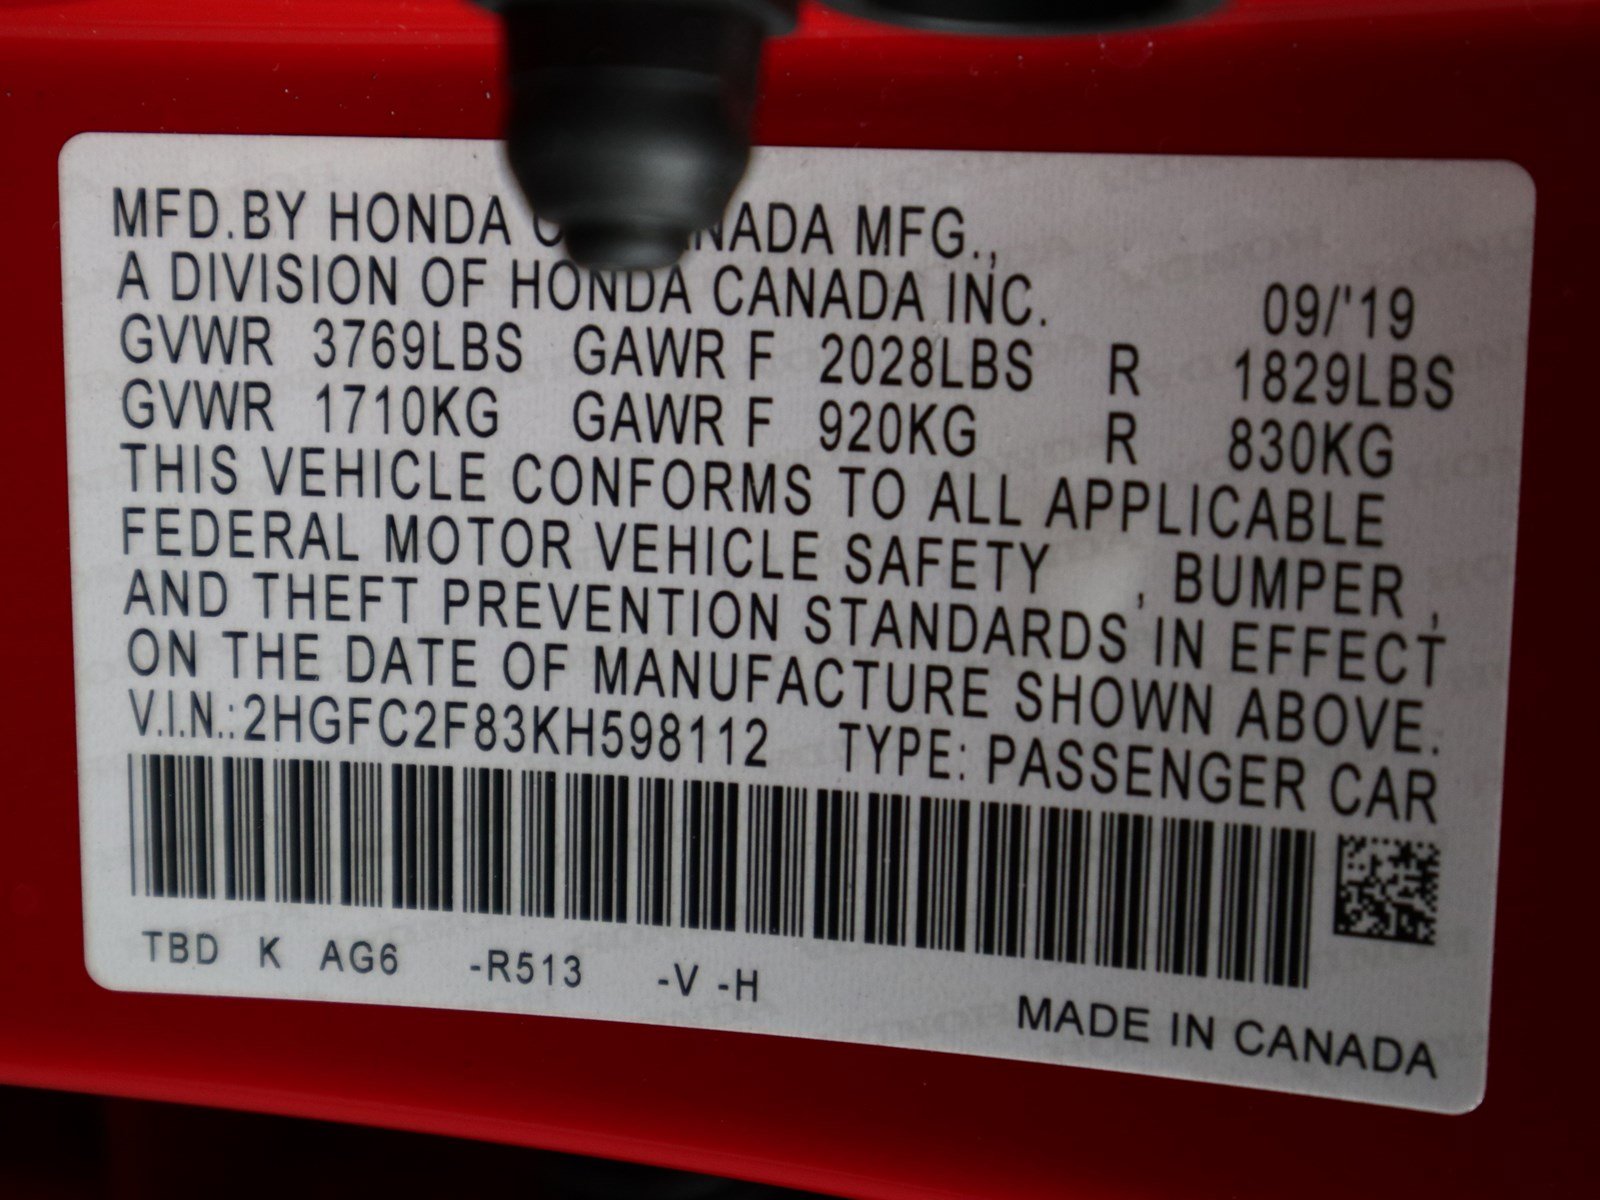 MFD.BY HONDA NADA MFG.,
A DIVISION OF HONDA CANADA INC. 09/'19
GVWR 3769LBS GAWR F 2028LBS R 1829LBS
GVWR 1710KG GAWR F 920KG R 830KG
THIS VEHICLE CONFORMS TO ALL APPLICABLE
FEDERAL MOTOR VEHICLE SAFETY , BUMPER ,
AND THEFT PREVENTION STANDARDS IN EFFECT
ON THE DATE OF MANUFACTURE SHOWN ABOVE.
V.I.N.:2HGFC2F83KH598112 TYPE: PASSENGER CAR
TBD K AG6 -R513 -V -H
MADE IN CANADA